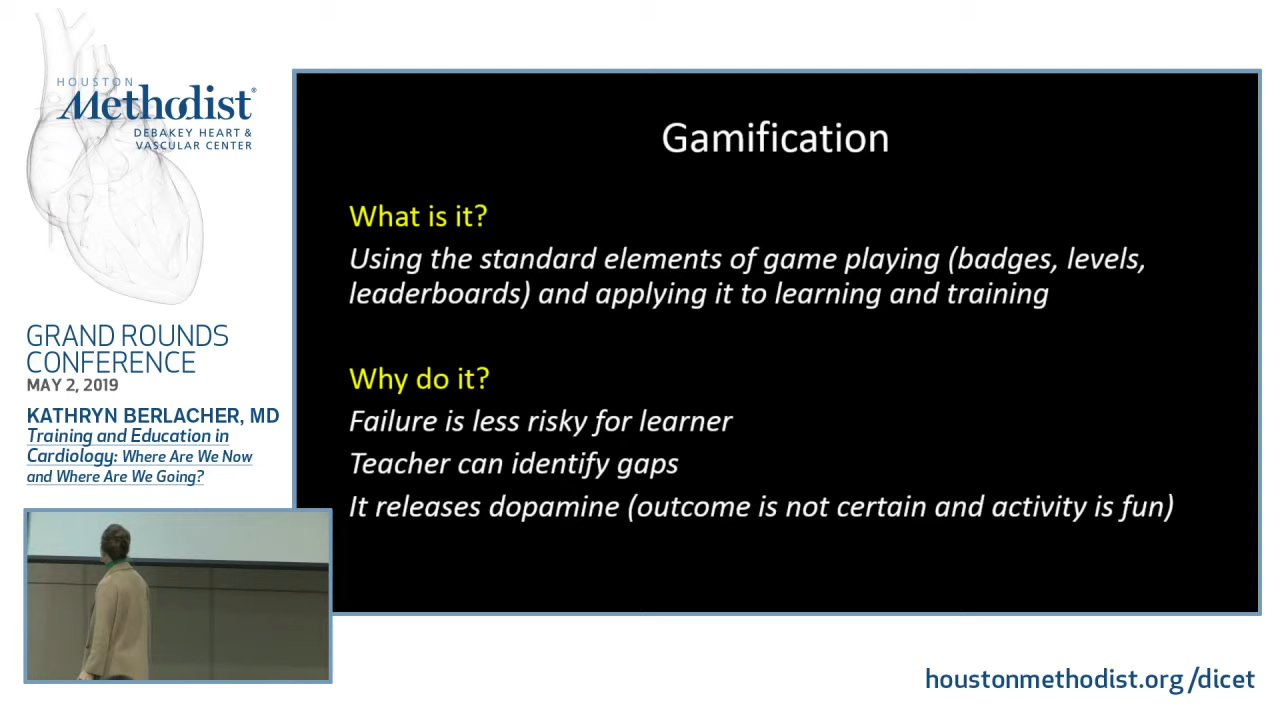 HOUSTON
Methodist®
DEBAKEY HEART &
VASCULAR CENTER
GRAND ROUNDS
CONFERENCE
MAY 2, 2019
KATHRYN BERLACHER, MD
Training and Education in
Cardiology: Where Are We Now
and Where Are We Going?
Gamification
What is it?
Using the standard elements of game playing (badges, levels,
leaderboards) and applying it to learning and training
Why do it?
Failure is less risky for learner
Teacher can identify gaps
It releases dopamine (outcome is not certain and activity is fun)
houstonmethodist.org/dicet